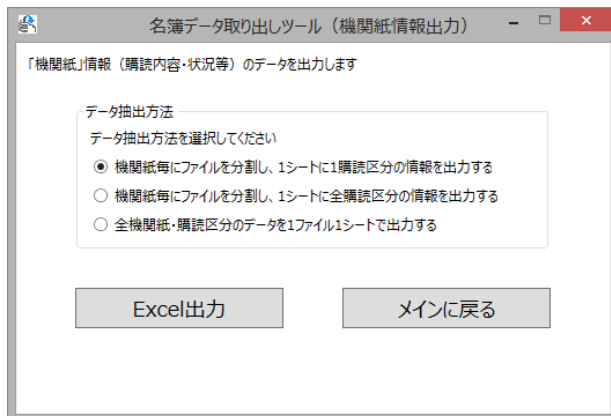 名簿データ取り出しツール（機関紙情報出力）
「機関紙」情報（購読内容・状況等）のデータを出力します
データ抽出方法
データ抽出方法を選択してください
機関紙毎にファイルを分割し、1シートに1購読区分の情報を出力する
機関紙毎にファイルを分割し、1シートに全購読区分の情報を出力する
全機関紙・購読区分のデータを1ファイル1シートで出力する
Excel出力
メインに戻る